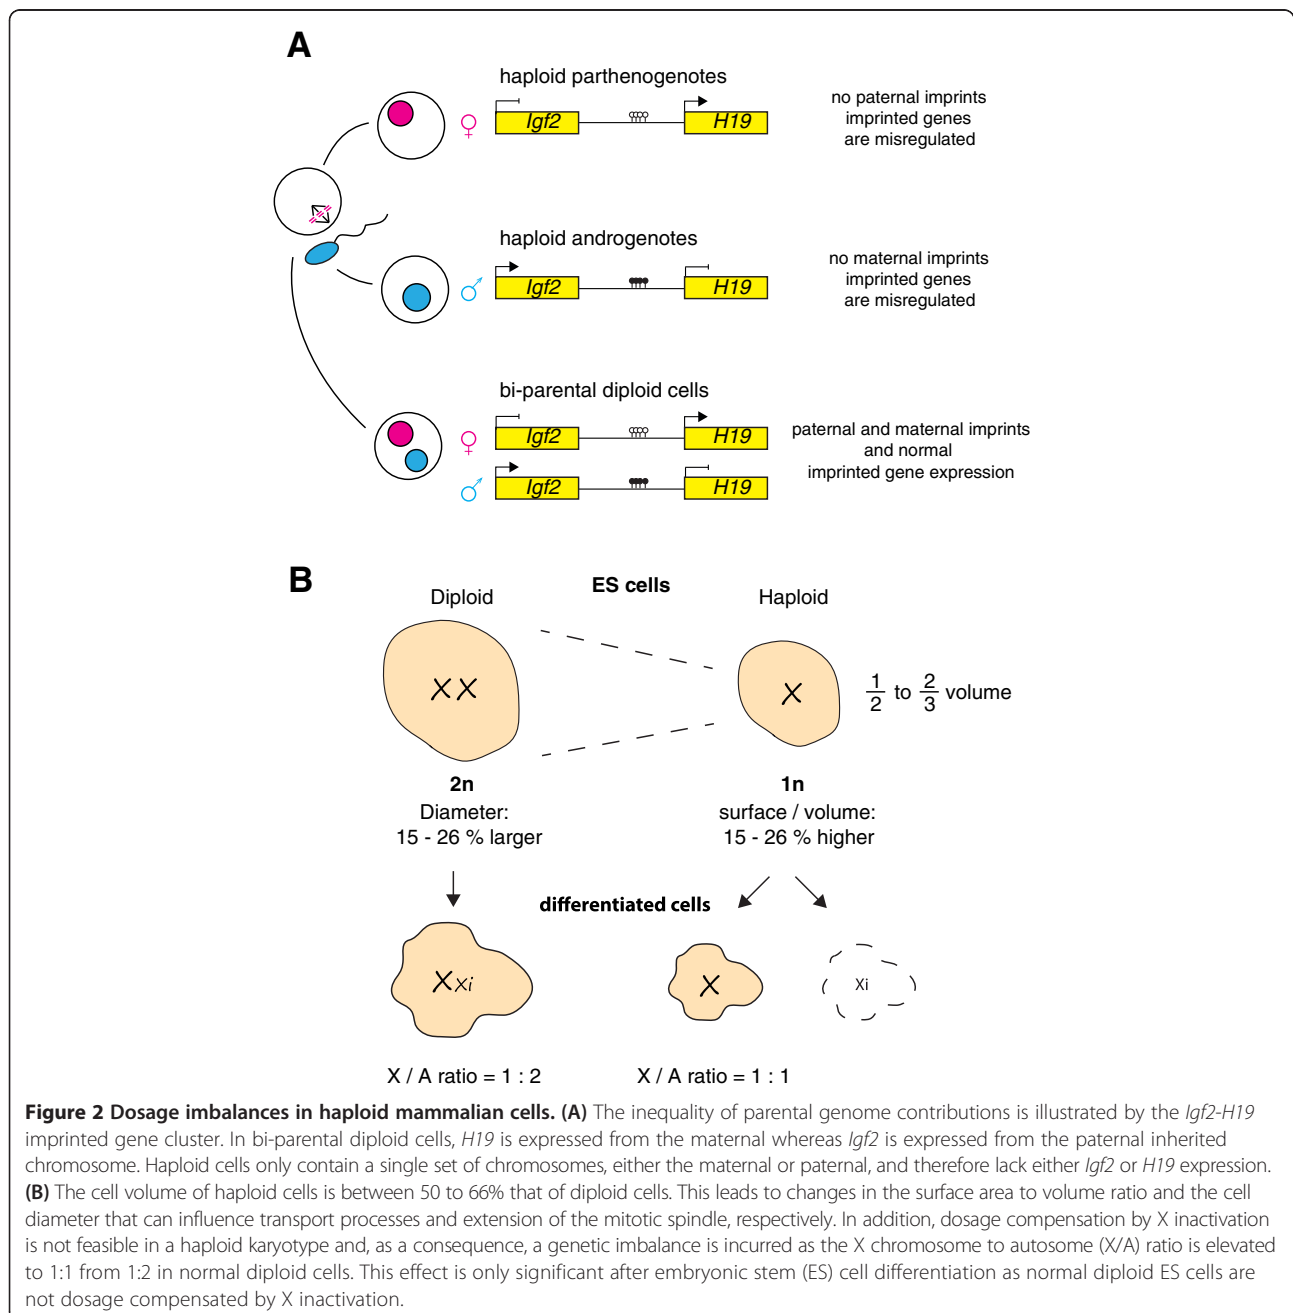 A
haploid parthenogenotes
♀ Igf2 H19
no paternal imprints
imprinted genes
are misregulated
haploid androgenotes
♂ Igf2 H19
no maternal imprints
imprinted genes
are misregulated
bi-parental diploid cells
♀ Igf2 H19
♂ Igf2 H19
paternal and maternal imprints
and normal
imprinted gene expression
B
ES cells
Diploid
Haploid
X X
X
1/2 to 2/3 volume
2n
Diameter:
15 - 26 % larger
1n
surface / volume:
15 - 26 % higher
differentiated cells
X xi
X
Xi
X / A ratio = 1 : 2
X / A ratio = 1 : 1
Figure 2 Dosage imbalances in haploid mammalian cells. (A) The inequality of parental genome contributions is illustrated by the Igf2-H19
imprinted gene cluster. In bi-parental diploid cells, H19 is expressed from the maternal whereas Igf2 is expressed from the paternal inherited
chromosome. Haploid cells only contain a single set of chromosomes, either the maternal or paternal, and therefore lack either Igf2 or H19 expression.
(B) The cell volume of haploid cells is between 50 to 66% that of diploid cells. This leads to changes in the surface area to volume ratio and the cell
diameter that can influence transport processes and extension of the mitotic spindle, respectively. In addition, dosage compensation by X inactivation
is not feasible in a haploid karyotype and, as a consequence, a genetic imbalance is incurred as the X chromosome to autosome (X/A) ratio is elevated
to 1:1 from 1:2 in normal diploid cells. This effect is only significant after embryonic stem (ES) cell differentiation as normal diploid ES cells are
not dosage compensated by X inactivation.